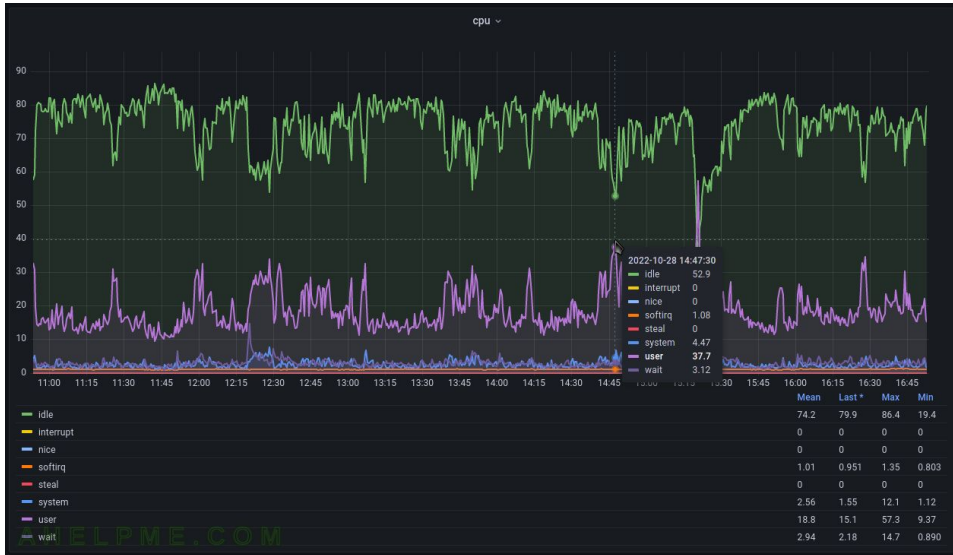 cpu
90
80
70
60
50
40
30
20
10
0
11:00 11:15 11:30 11:45 12:00 12:15 12:30 12:45 13:00 13:15 13:30 13:45 14:00 14:15 14:30 14:45 15:00 15:45 16:00 16:15 16:30 16:45
2022-10-28 14:47:30
idle 52.9
interrupt 0
nice 0
softirq 1.08
steal 0
system 4.47
user 37.7
wait 3.12
Mean Last * Max Min
idle 74.2 79.9 86.4 19.4
interrupt 0 0 0 0
nice 0 0 0 0
softirq 1.01 0.951 1.35 0.803
steal 0 0 0 0
system 2.56 1.55 12.1 1.12
user 18.8 15.1 57.3 9.37
wait 2.94 2.18 14.7 0.890
AHELPME.COM